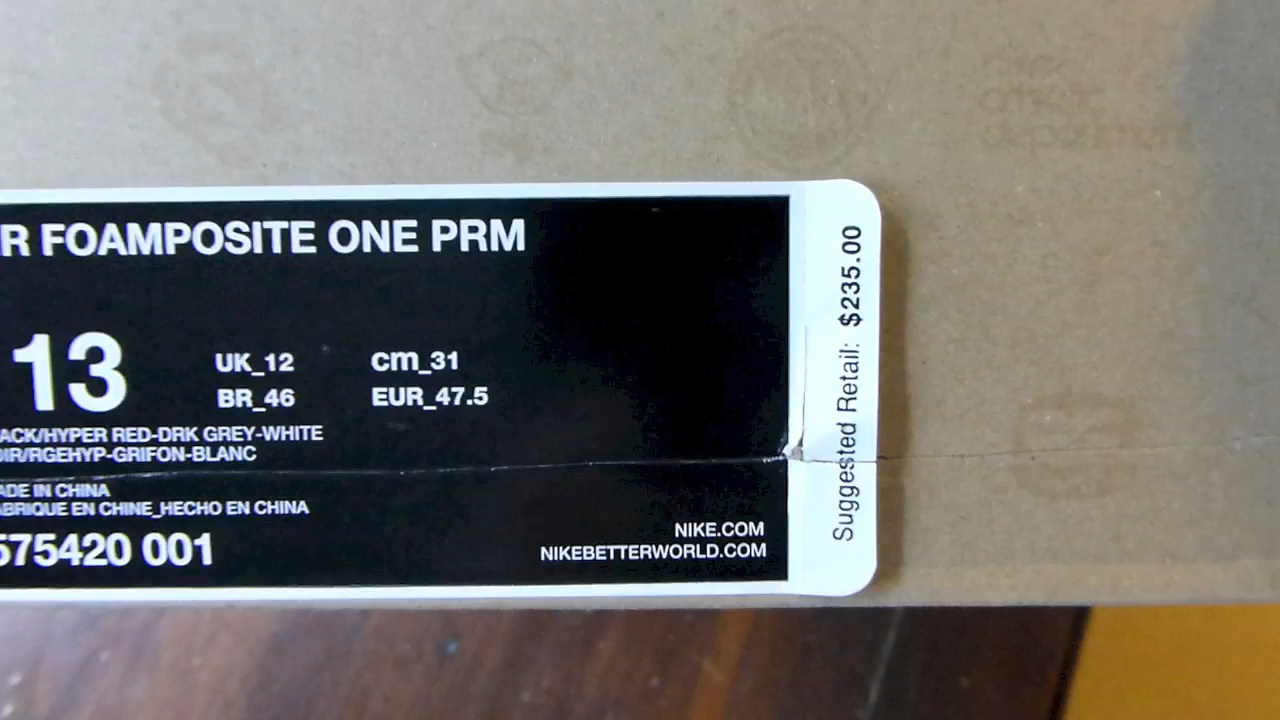 R FOAMPOSITE ONE PRM
13
UK_12 cm_31
BR_46 EUR_47.5
ACK/HYPER RED-DRK GREY-WHITE
OIR/RGEHYP-GRIFON-BLANC
ADE IN CHINA
ABRIQUE EN CHINE_HECHO EN CHINA
575420 001
NIKE.COM
NIKEBETTERWORLD.COM
Suggested Retail: $235.00